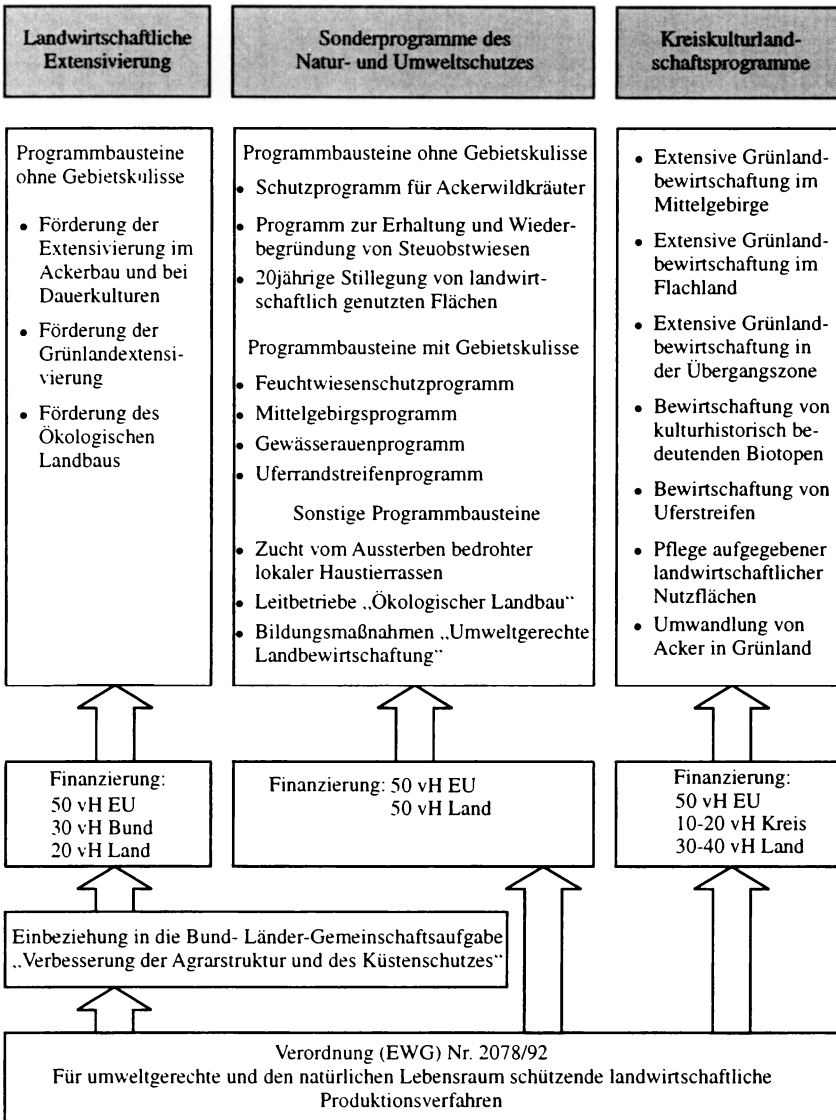 Landwirtschaftliche
Extensivierung
Sonderprogramme des
Natur- und Umweltschutzes
Kreiskulturland-
schaftsprogramme
Programmbausteine
ohne Gebietskulisse
• Förderung der
Extensivierung im
Ackerbau und bei
Dauerkulturen
• Förderung der
Grünlandextensi-
vierung
• Förderung des
Ökologischen
Landbaus
Programmbausteine ohne Gebietskulisse
• Schutzprogramm für Ackerwildkräuter
• Programm zur Erhaltung und Wieder-
begründung von Steuobstwiesen
• 20jährige Stillegung von landwirt-
schaftlich genutzten Flächen
Programmbausteine mit Gebietskulisse
• Feuchtwiesenschutzprogramm
• Mittelgebirgsprogramm
• Gewässerauenprogramm
• Uferrandstreifenprogramm
Sonstige Programmbausteine
• Zucht vom Aussterben bedrohter
lokaler Haustierrassen
• Leitbetriebe „Ökologischer Landbau“
• Bildungsmaßnahmen „Umweltgerechte
Landbewirtschaftung“
• Extensive Grünland-
bewirtschaftung im
Mittelgebirge
• Extensive Grünland-
bewirtschaftung im
Flachland
• Extensive Grünland-
bewirtschaftung in
der Übergangszone
• Bewirtschaftung von
kulturhistorisch be-
deutenden Biotopen
• Bewirtschaftung von
Uferstreifen
• Pflege aufgegebener
landwirtschaftlicher
Nutzflächen
• Umwandlung von
Acker in Grünland
Finanzierung:
50 vH EU
30 vH Bund
20 vH Land
Finanzierung: 50 vH EU
50 vH Land
Finanzierung:
50 vH EU
10-20 vH Kreis
30-40 vH Land
Einbeziehung in die Bund- Länder-Gemeinschaftsaufgabe
„Verbesserung der Agrarstruktur und des Küstenschutzes“
Verordnung (EWG) Nr. 2078/92
Für umweltgerechte und den natürlichen Lebensraum schützende landwirtschaftliche
Produktionsverfahren